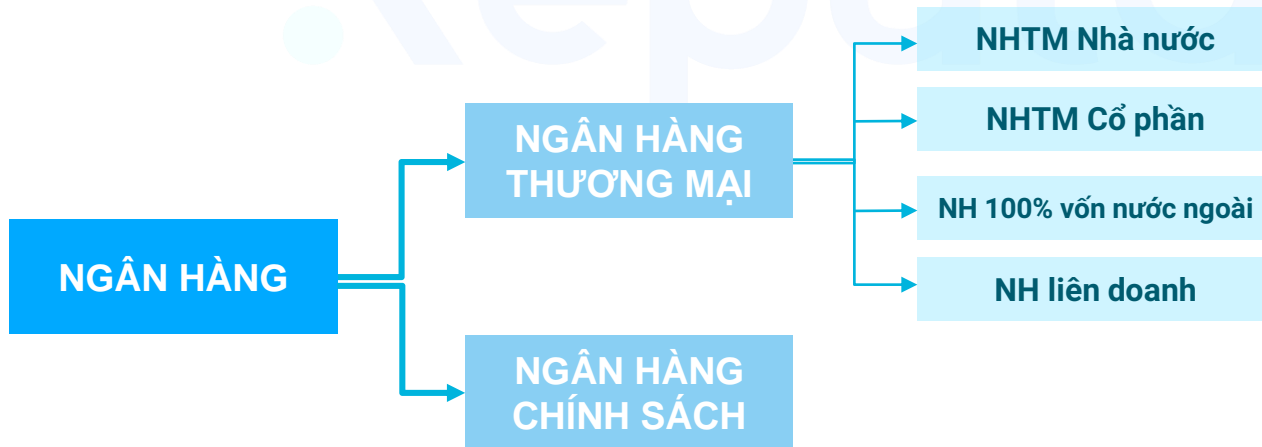 NGÂN HÀNG
NGÂN HÀNG
THƯƠNG MẠI
NGÂN HÀNG
CHÍNH SÁCH
NHTM Nhà nước
NHTM Cổ phần
NH 100% vốn nước ngoài
NH liên doanh